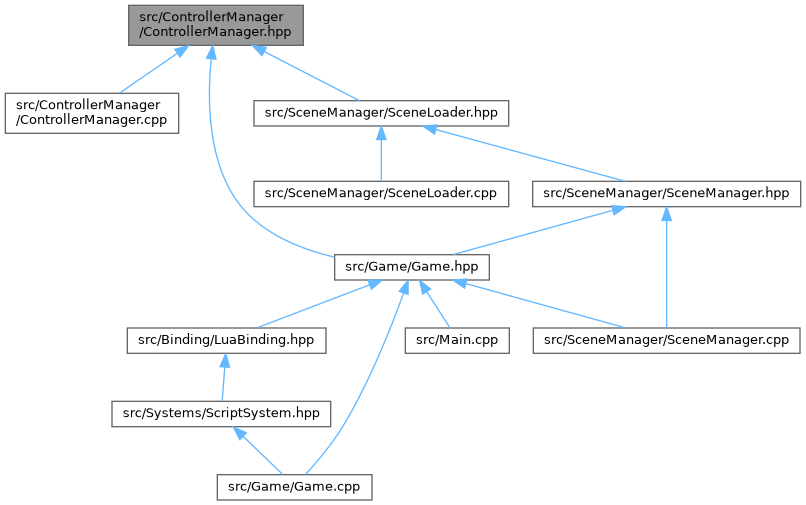 src/ControllerManager
/ControllerManager.hpp
src/ControllerManager
/ControllerManager.cpp
src/SceneManager/SceneLoader.hpp
src/SceneManager/SceneLoader.cpp
src/SceneManager/SceneManager.hpp
src/Game/Game.hpp
src/Binding/LuaBinding.hpp
src/Main.cpp
src/SceneManager/SceneManager.cpp
src/Systems/ScriptSystem.hpp
src/Game/Game.cpp